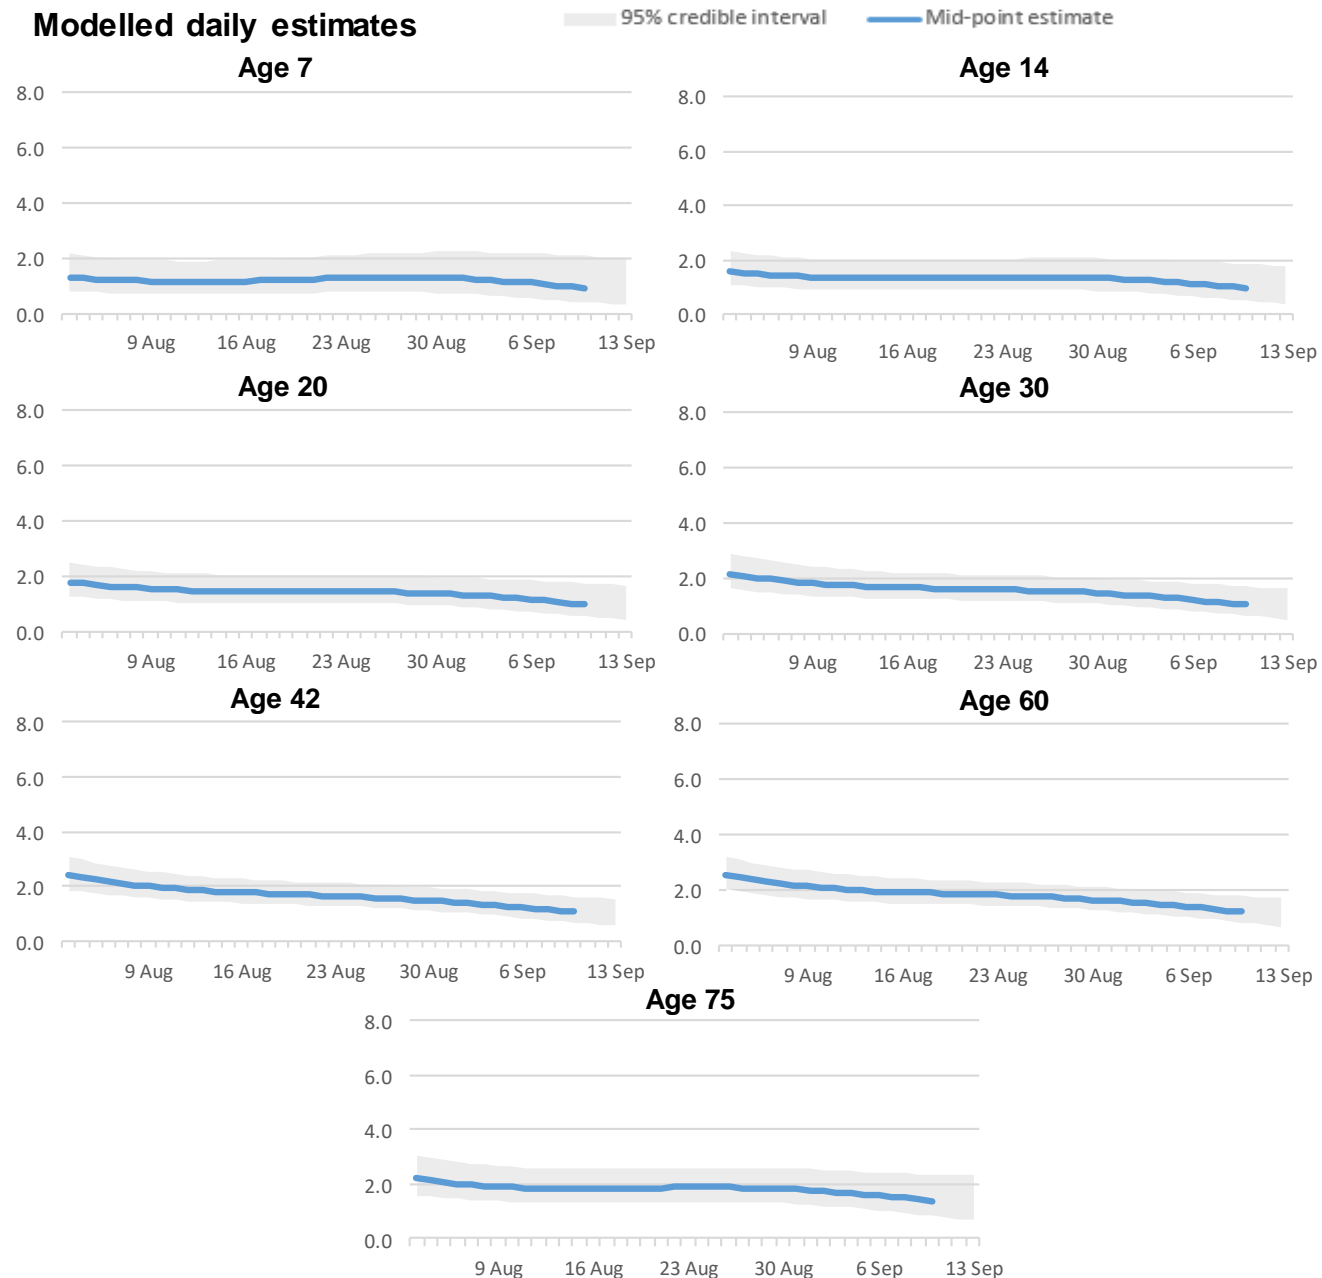 Modelled daily estimates
95% credible interval
Mid-point estimate
Age 7
8.0
6.0
4.0
2.0
0.0
9 Aug 16 Aug 23 Aug 30 Aug 6 Sep 13 Sep
Age 14
8.0
6.0
4.0
2.0
0.0
9 Aug 16 Aug 23 Aug 30 Aug 6 Sep 13 Sep
Age 20
8.0
6.0
4.0
2.0
0.0
9 Aug 16 Aug 23 Aug 30 Aug 6 Sep 13 Sep
Age 30
8.0
6.0
4.0
2.0
0.0
9 Aug 16 Aug 23 Aug 30 Aug 6 Sep 13 Sep
Age 42
8.0
6.0
4.0
2.0
0.0
9 Aug 16 Aug 23 Aug 30 Aug 6 Sep 13 Sep
Age 60
8.0
6.0
4.0
2.0
0.0
9 Aug 16 Aug 23 Aug 30 Aug 6 Sep 13 Sep
Age 75
8.0
6.0
4.0
2.0
0.0
9 Aug 16 Aug 23 Aug 30 Aug 6 Sep 13 Sep